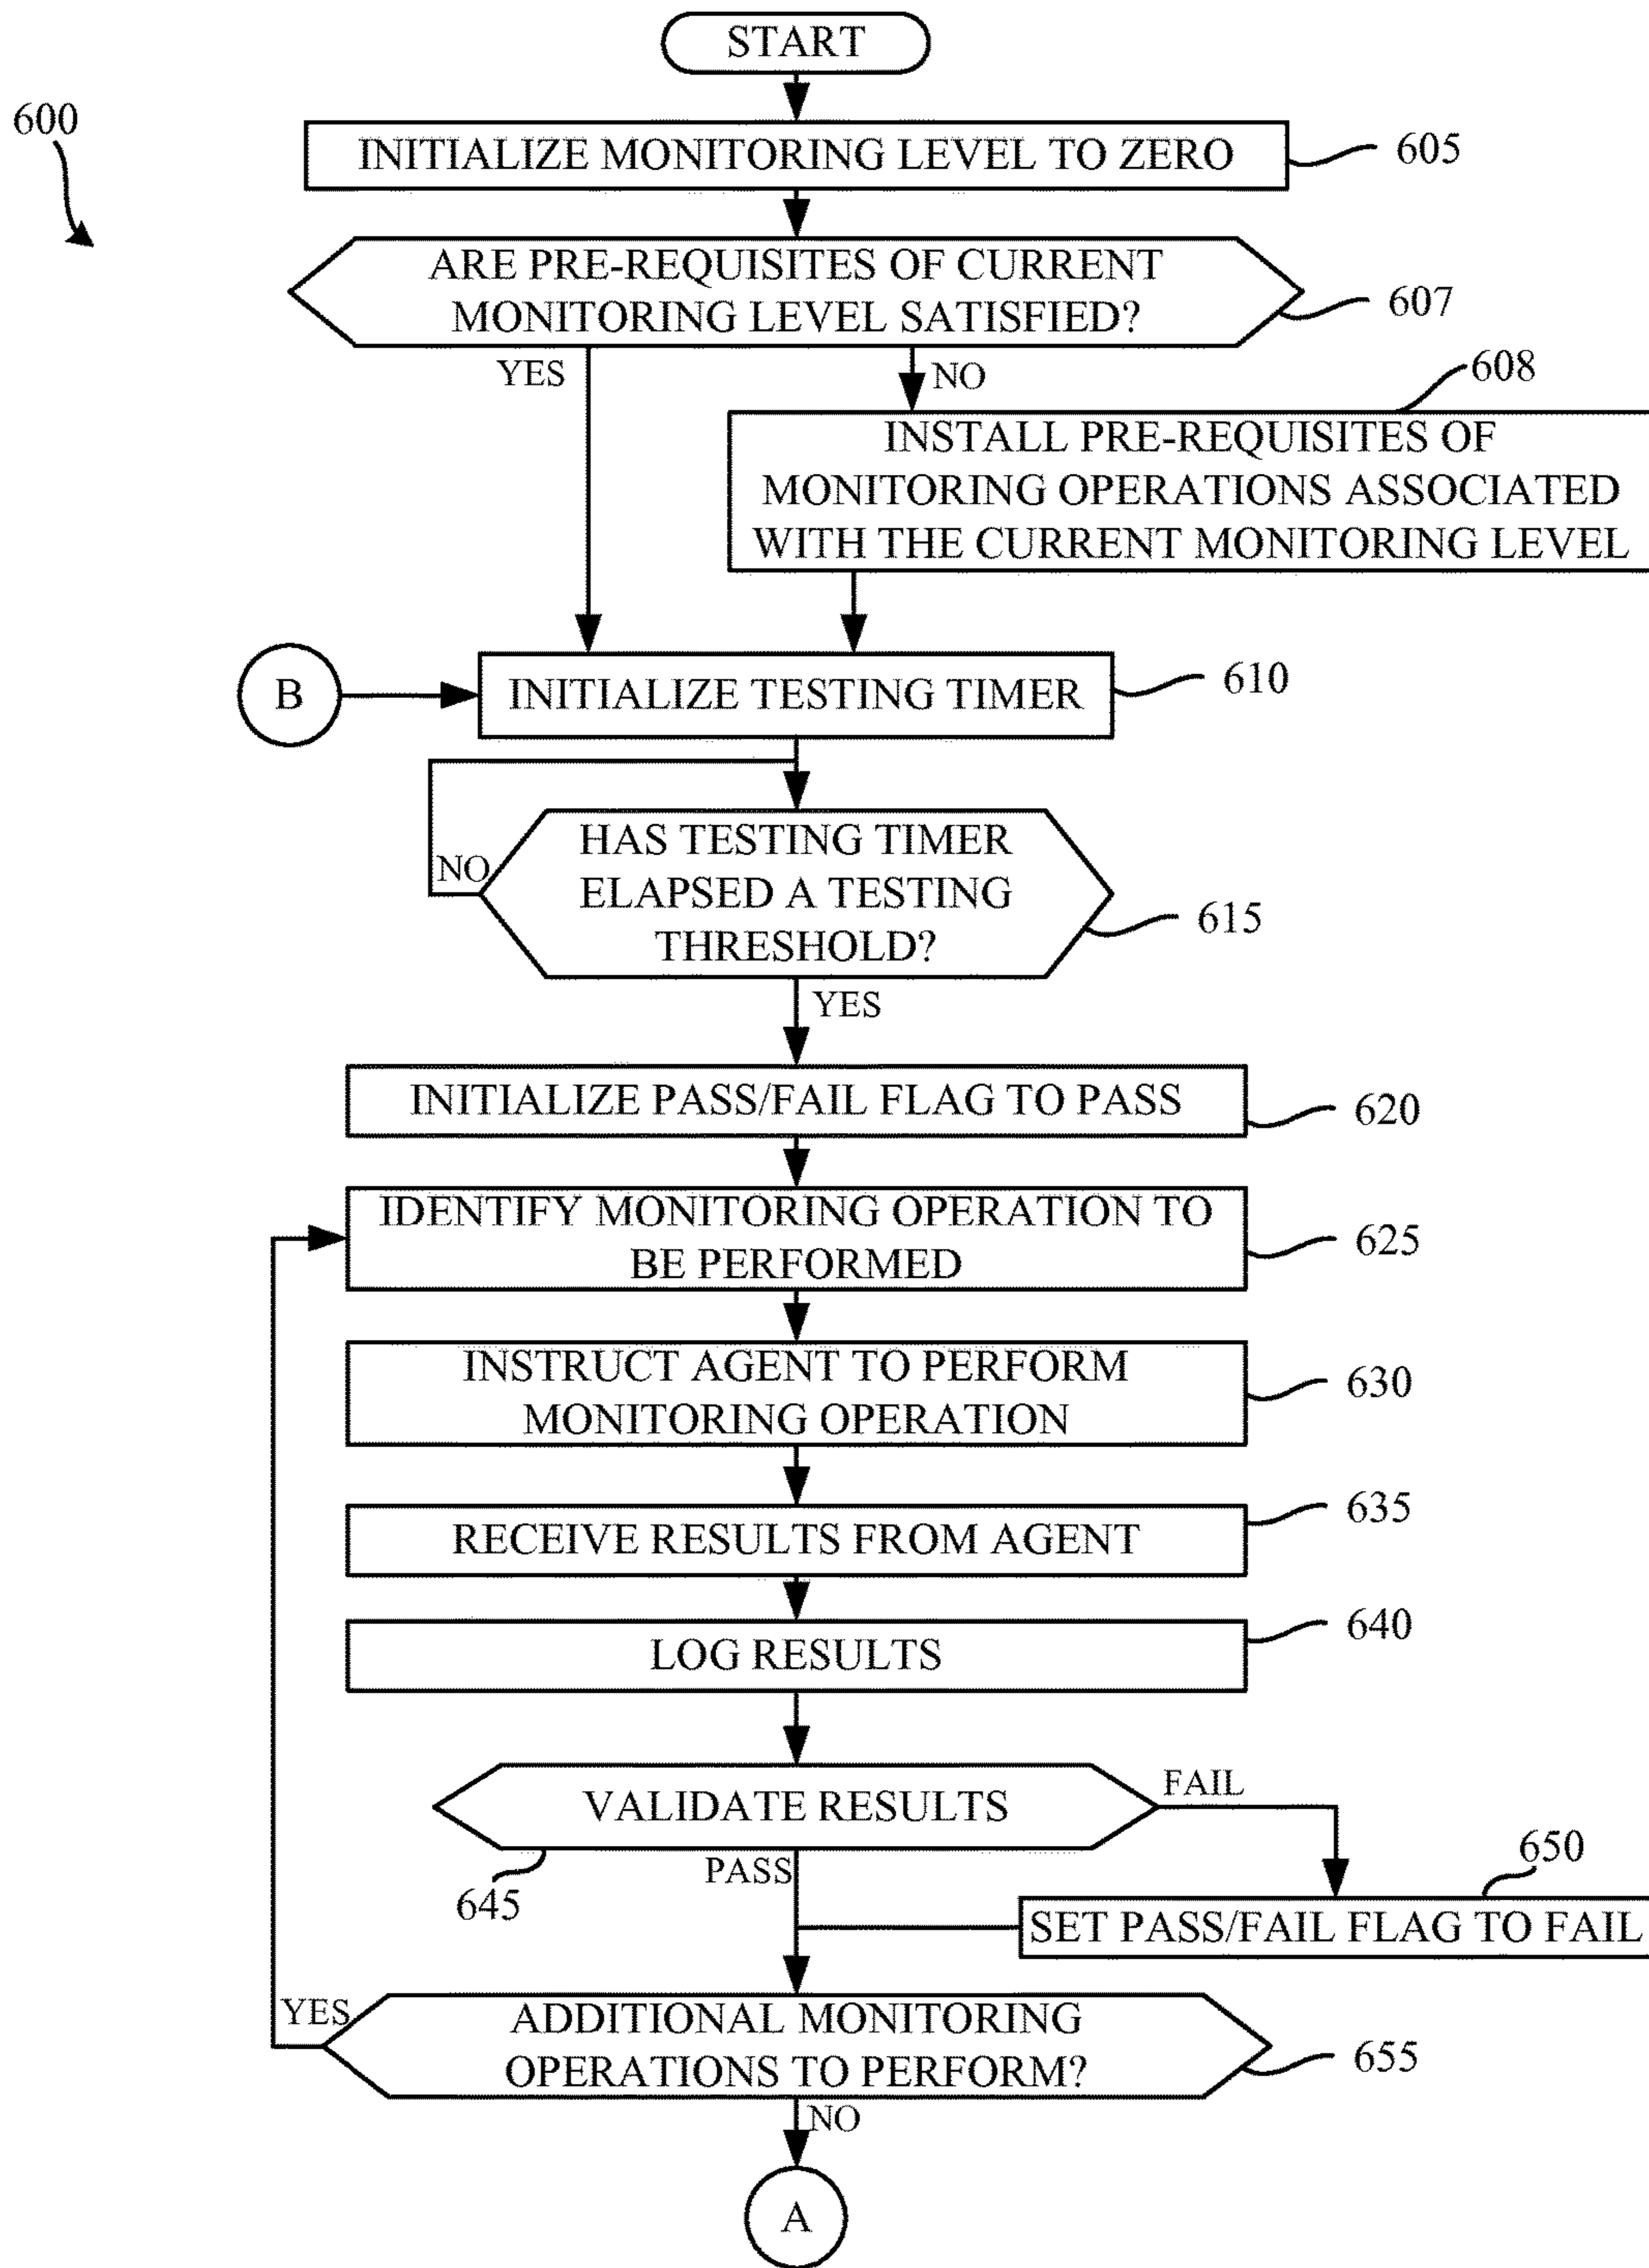 START
600
INITIALIZE MONITORING LEVEL TO ZERO
605
ARE PRE-REQUISITES OF CURRENT
MONITORING LEVEL SATISFIED?
607
YES
NO
608
INSTALL PRE-REQUISITES OF
MONITORING OPERATIONS ASSOCIATED
WITH THE CURRENT MONITORING LEVEL
B
INITIALIZE TESTING TIMER
610
HAS TESTING TIMER
ELAPSED A TESTING
THRESHOLD?
NO
615
YES
INITIALIZE PASS/FAIL FLAG TO PASS
620
IDENTIFY MONITORING OPERATION TO
BE PERFORMED
625
INSTRUCT AGENT TO PERFORM
MONITORING OPERATION
630
RECEIVE RESULTS FROM AGENT
635
LOG RESULTS
640
VALIDATE RESULTS
FAIL
PASS
645
650
SET PASS/FAIL FLAG TO FAIL
YES
ADDITIONAL MONITORING
OPERATIONS TO PERFORM?
655
NO
A